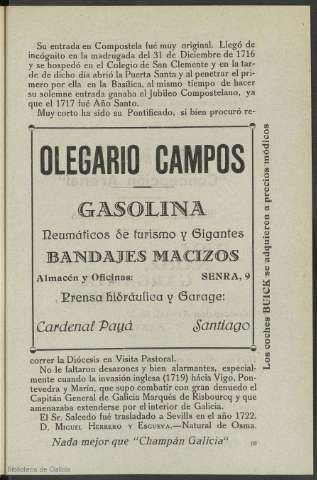 Su entrada en Compostela fué muy original. Llegó de
incógnito en la madrugada del 31 de Diciembre de 1716
y se hospedó en el Colegio de San Clemente y en la tar-
de de dicho día abrió la Puerta Santa y al penetrar el pri-
mero por ella en la Basílica, al mismo tiempo de hacer
su solemne entrada ganaba el Jubileo Compostelano, ya
que el 1717 fué Año Santo.
Muy corto ha sido su Pontificado, si bien procuró re-
OLEGARIO CAMPOS
GASOLINA
Neumáticos de turismo y Gigantes
BANDAJES MACIZOS
Almacén y Oficinas: SENRA, 9
Prensa hidráulica y Garage:
Cardenal Payá Santiago
Los coches BUICK se adquieren a precios módicos
correr la Diócesis en Visita Pastoral.
No le faltaron desazones y bien alarmantes, especial-
mente cuando la invasión inglesa (1719) hácia Vigo, Pon-
tevedra y Marín, que supo combatir con gran denuedo el
Capitán General de Galicia Marqués de Risbourcq y que
amenazaba extenderse por el interior de Galicia.
El Sr. Salcedo fué trasladado a Sevilla en el año 1722.
D. MIGUEL HERRERO Y ESGUEVA.—Natural de Osma.
Nada mejor que "Champán Galicia"
Biblioteca de Galicia